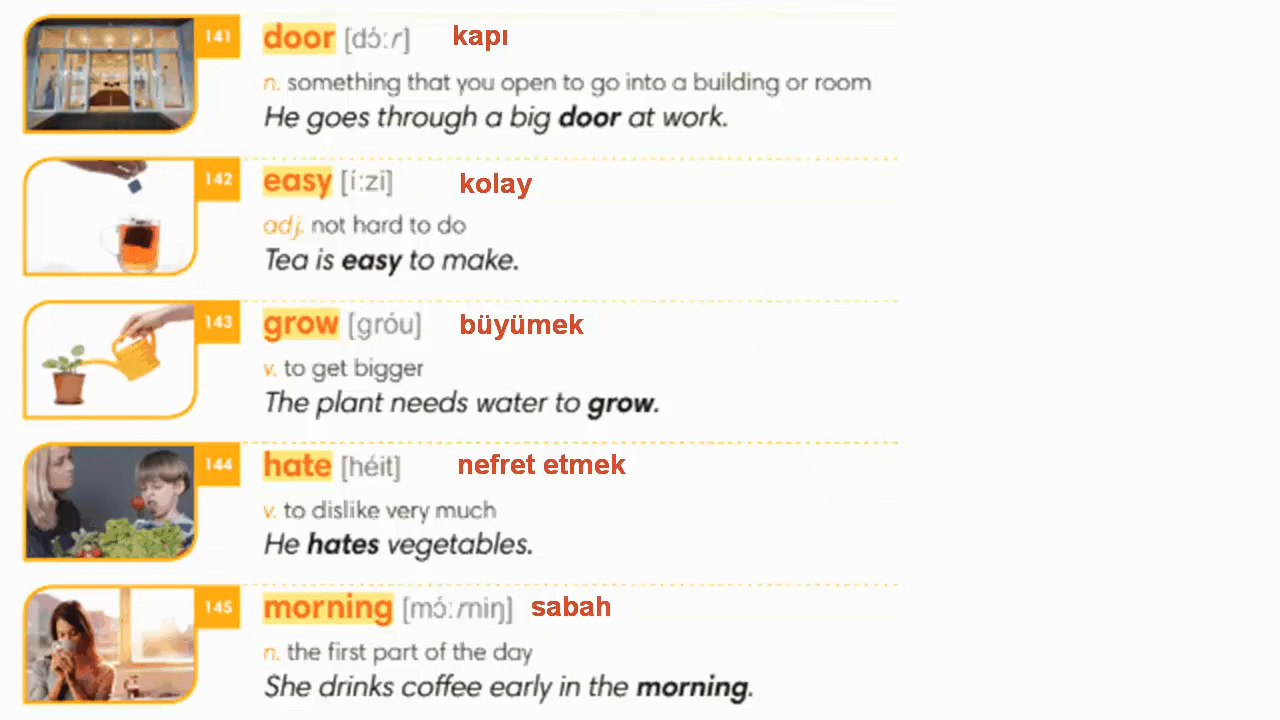 141 door [dɔ́ːr] kapı
n. something that you open to go into a building or room
He goes through a big door at work.
142 easy [íːzi] kolay
adj. not hard to do
Tea is easy to make.
143 grow [gróu] büyümek
v. to get bigger
The plant needs water to grow.
144 hate [héit] nefret etmek
v. to dislike very much
He hates vegetables.
145 morning [mɔ́ːrniŋ] sabah
n. the first part of the day
She drinks coffee early in the morning.